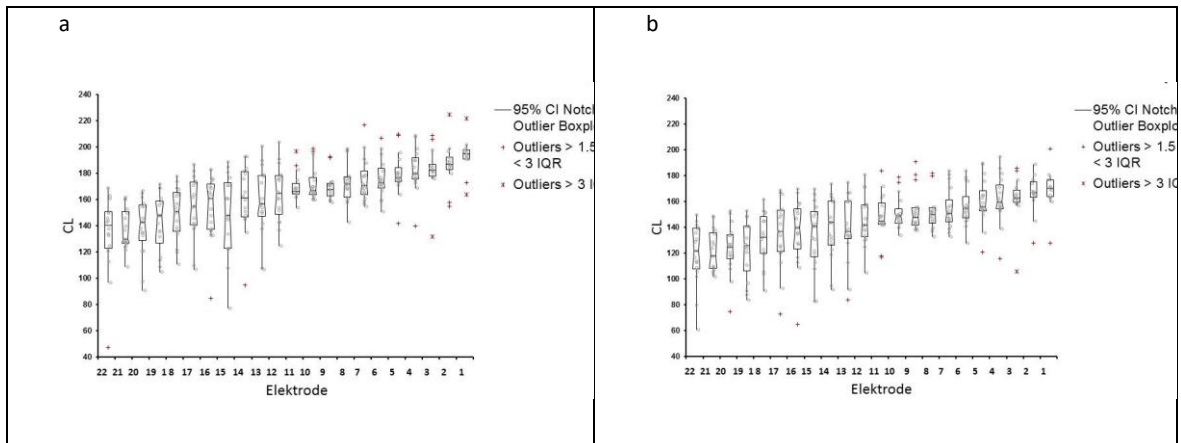 a
240
220
200
180
160
140
120
100
80
60
40
CL
22 21 20 19 18 17 16 15 14 13 12 11 10 9 8 7 6 5 4 3 2 1
Elektrode
95% CI Notch
Outlier Boxpl
Outliers > 1.5
< 3 IQR
Outliers > 3 I
b
240
220
200
180
160
140
120
100
80
60
40
CL
22 21 20 19 18 17 16 15 14 13 12 11 10 9 8 7 6 5 4 3 2 1
Elektrode
95% CI Notch
Outlier Boxpl
Outliers > 1.5
< 3 IQR
Outliers > 3 I